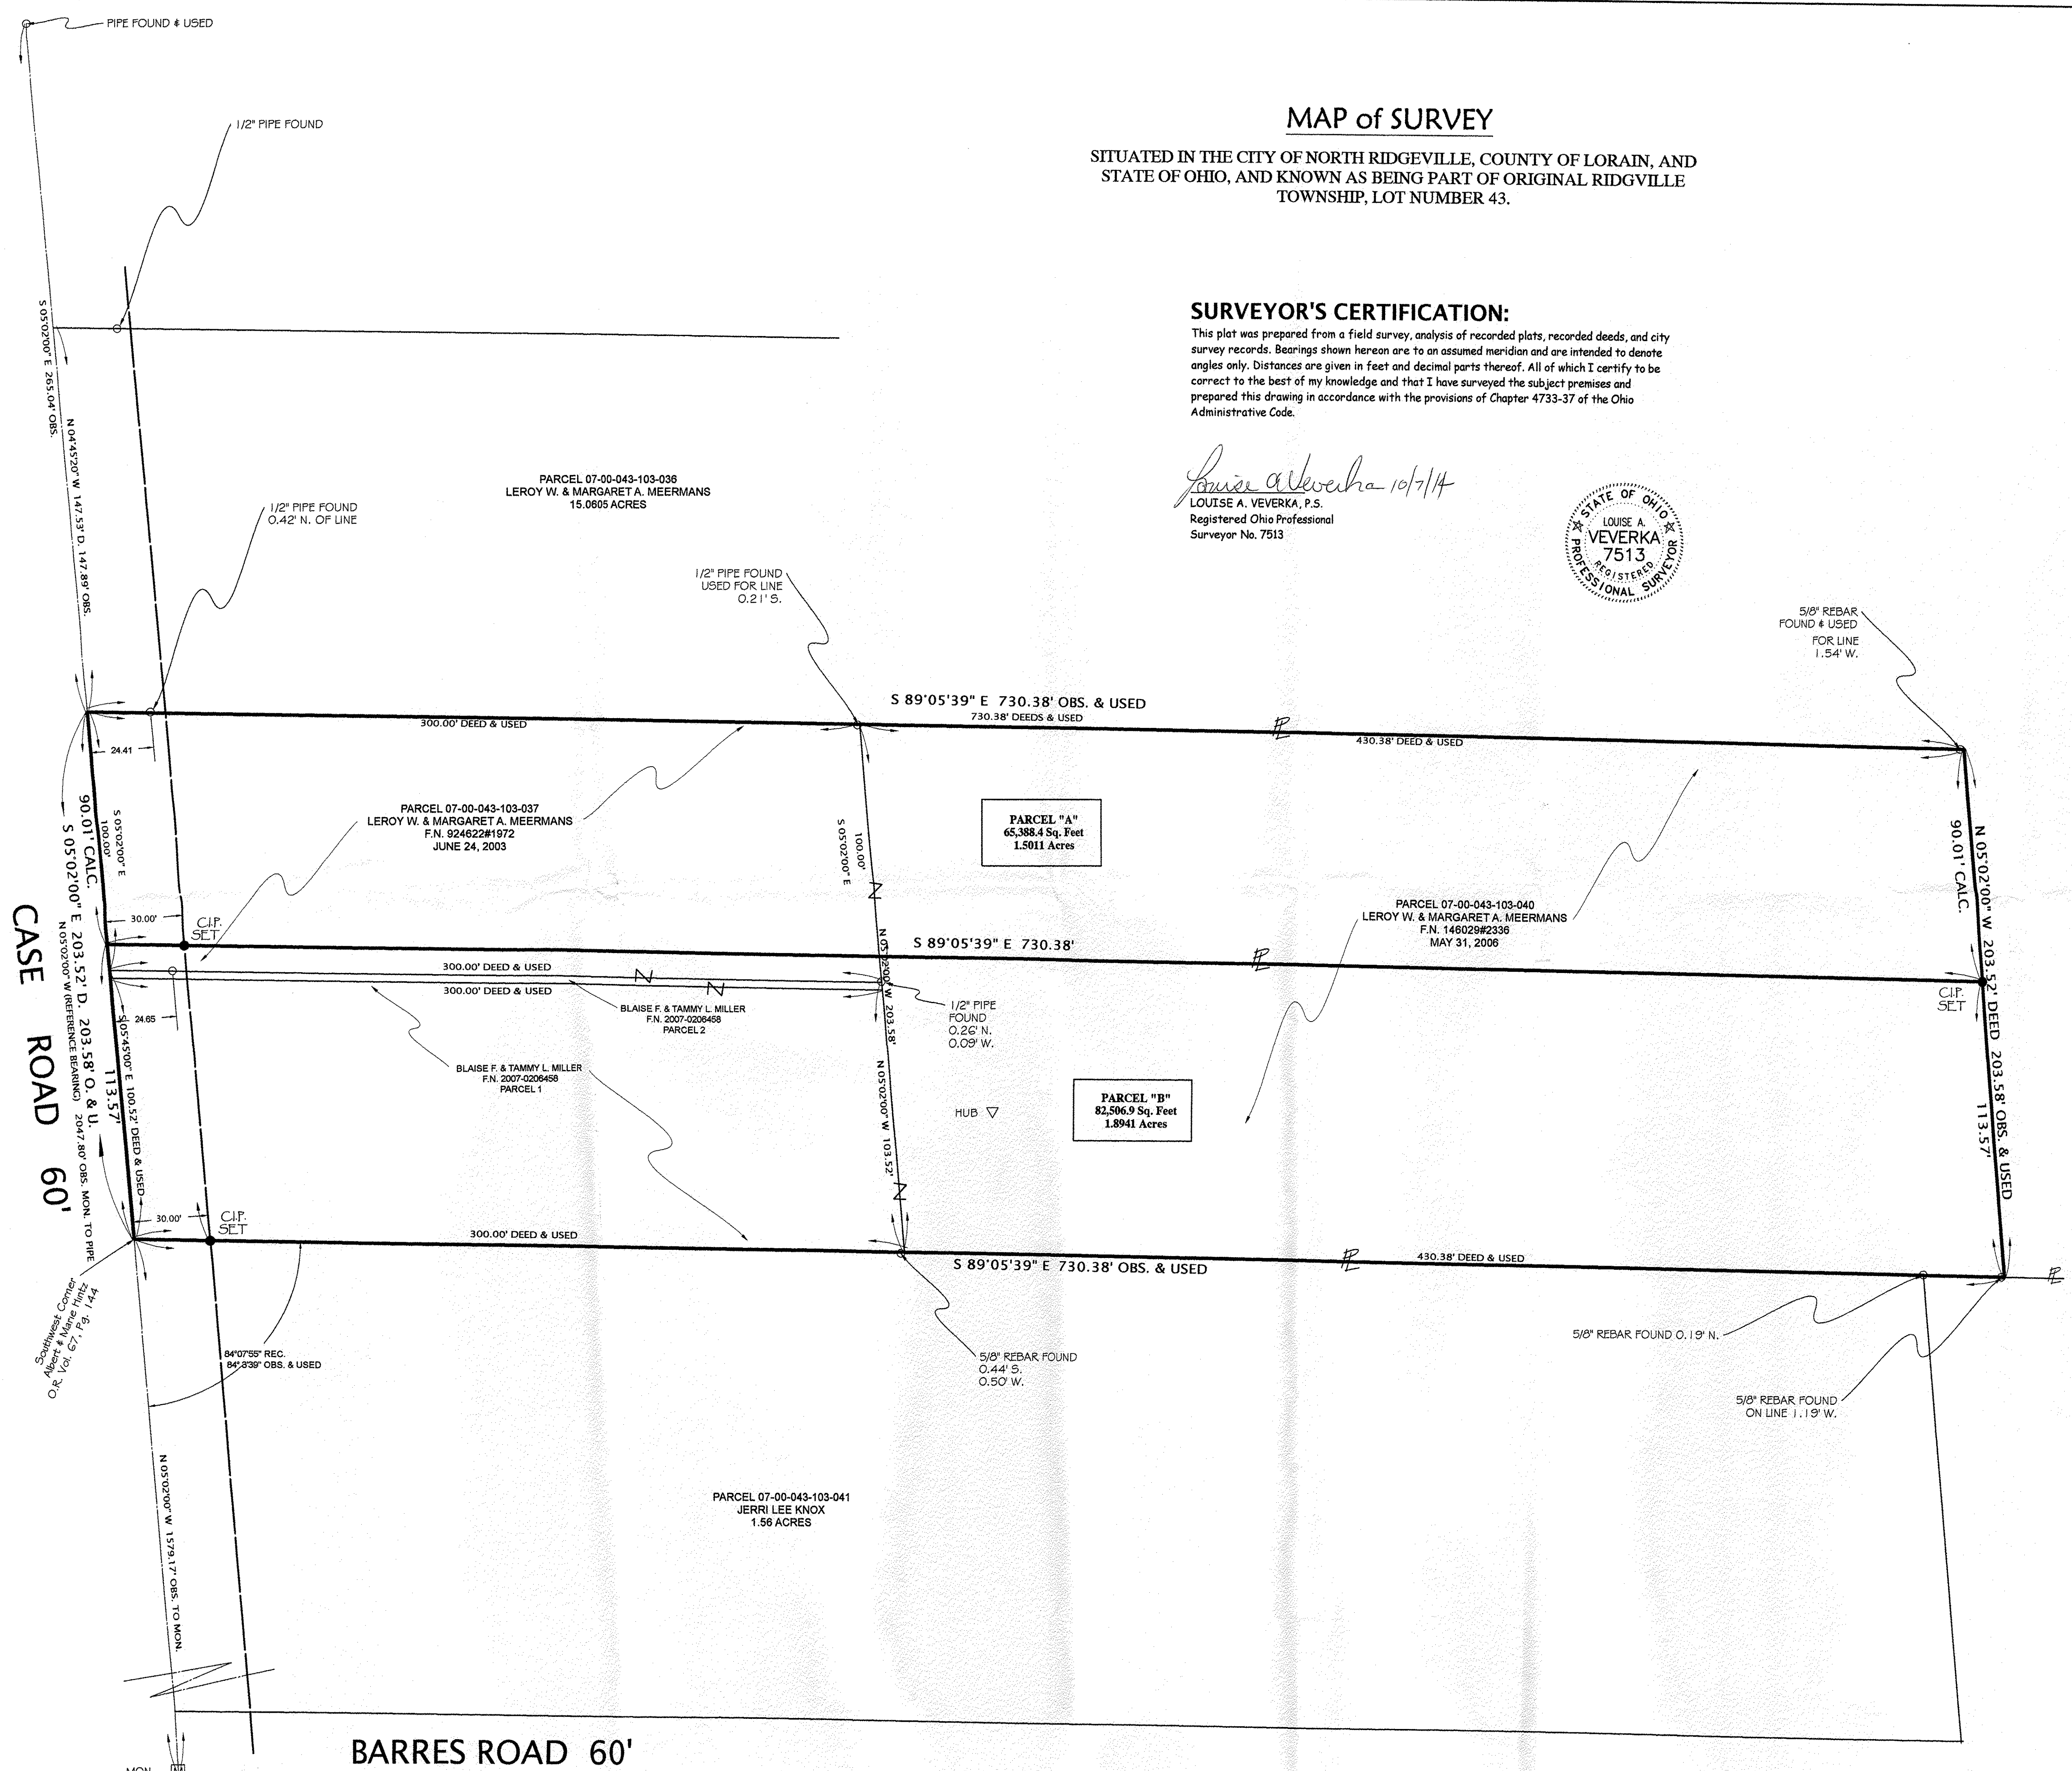 PIPE FOUND & USED
1/2" PIPE FOUND
MAP of SURVEY
SITUATED IN THE CITY OF NORTH RIDGEVILLE, COUNTY OF LORAIN, AND
STATE OF OHIO, AND KNOWN AS BEING PART OF ORIGINAL RIDGVILLE
TOWNSHIP, LOT NUMBER 43.
SURVEYOR'S CERTIFICATION:
This plat was prepared from a field survey, analysis of recorded plats, recorded deeds, and city
survey records. Bearings shown hereon are to an assumed meridian and are intended to denote
angles only. Distances are given in feet and decimal parts thereof. All of which I certify to be
correct to the best of my knowledge and that I have surveyed the subject premises and
prepared this drawing in accordance with the provisions of Chapter 4733-37 of the Ohio
Administrative Code.
Louise A Veverka 10/7/14
LOUISE A. VEVERKA, P.S.
Registered Ohio Professional
Surveyor No. 7513
STATE OF OHIO
LOUISE A.
VEVERKA
7513
REGISTERED
PROFESSIONAL SURVEYOR
S 05°02'00" E 265.04' OBS.
N 04°45'20" W 147.53' D. 147.89' OBS.
PARCEL 07-00-043-103-036
LEROY W. & MARGARET A. MEERMANS
15.0605 ACRES
1/2" PIPE FOUND
0.42' N. OF LINE
1/2" PIPE FOUND
USED FOR LINE
0.21' S.
5/8" REBAR
FOUND & USED
FOR LINE
1.54' W.
S 89°05'39" E 730.38' OBS. & USED
730.38' DEEDS & USED
300.00' DEED & USED
430.38' DEED & USED
24.41
PARCEL 07-00-043-103-037
LEROY W. & MARGARET A. MEERMANS
F.N. 924622#1972
JUNE 24, 2003
PARCEL "A"
65,388.4 Sq. Feet
1.5011 Acres
S 05°02'00" E
100.00'
90.01' CALC.
S 05°02'00" E 203.52' D. 203.58' O. & U.
N 05°02'00" W (REFERENCE BEARING) 2047.80' OBS. MON. TO PIPE
100.00'
S 05°02'00" E
90.01' CALC.
N 05°02'00" W 203.52' DEED 203.58' OBS. & USED
PARCEL 07-00-043-103-040
LEROY W. & MARGARET A. MEERMANS
F.N. 146029#2336
MAY 31, 2006
30.00'
C.I.P.
SET
S 89°05'39" E 730.38'
N 05°02'00" W 203.58'
300.00' DEED & USED
300.00' DEED & USED
C.I.P.
SET
BLAISE F. & TAMMY L. MILLER
F.N. 2007-0206458
PARCEL 2
1/2" PIPE
FOUND
0.26' N.
0.09' W.
24.65
CASE ROAD 60'
S 05°45'00" E 100.52' DEED & USED
113.57'
BLAISE F. & TAMMY L. MILLER
F.N. 2007-0206458
PARCEL 1
N 05°02'00" W 103.52'
HUB
PARCEL "B"
82,506.9 Sq. Feet
1.8941 Acres
113.57'
30.00'
C.I.P.
SET
300.00' DEED & USED
S 89°05'39" E 730.38' OBS. & USED
430.38' DEED & USED
Southwest Corner
Albert & Marie Hintz
O.R. Vol. 67, Pg. 144
84°07'55" REC.
84°3'39" OBS. & USED
5/8" REBAR FOUND
0.44' S.
0.50' W.
5/8" REBAR FOUND 0.19' N.
5/8" REBAR FOUND
ON LINE 1.19' W.
N 05°02'00" W 1579.17' OBS. TO MON.
PARCEL 07-00-043-103-041
JERRI LEE KNOX
1.56 ACRES
BARRES ROAD 60'